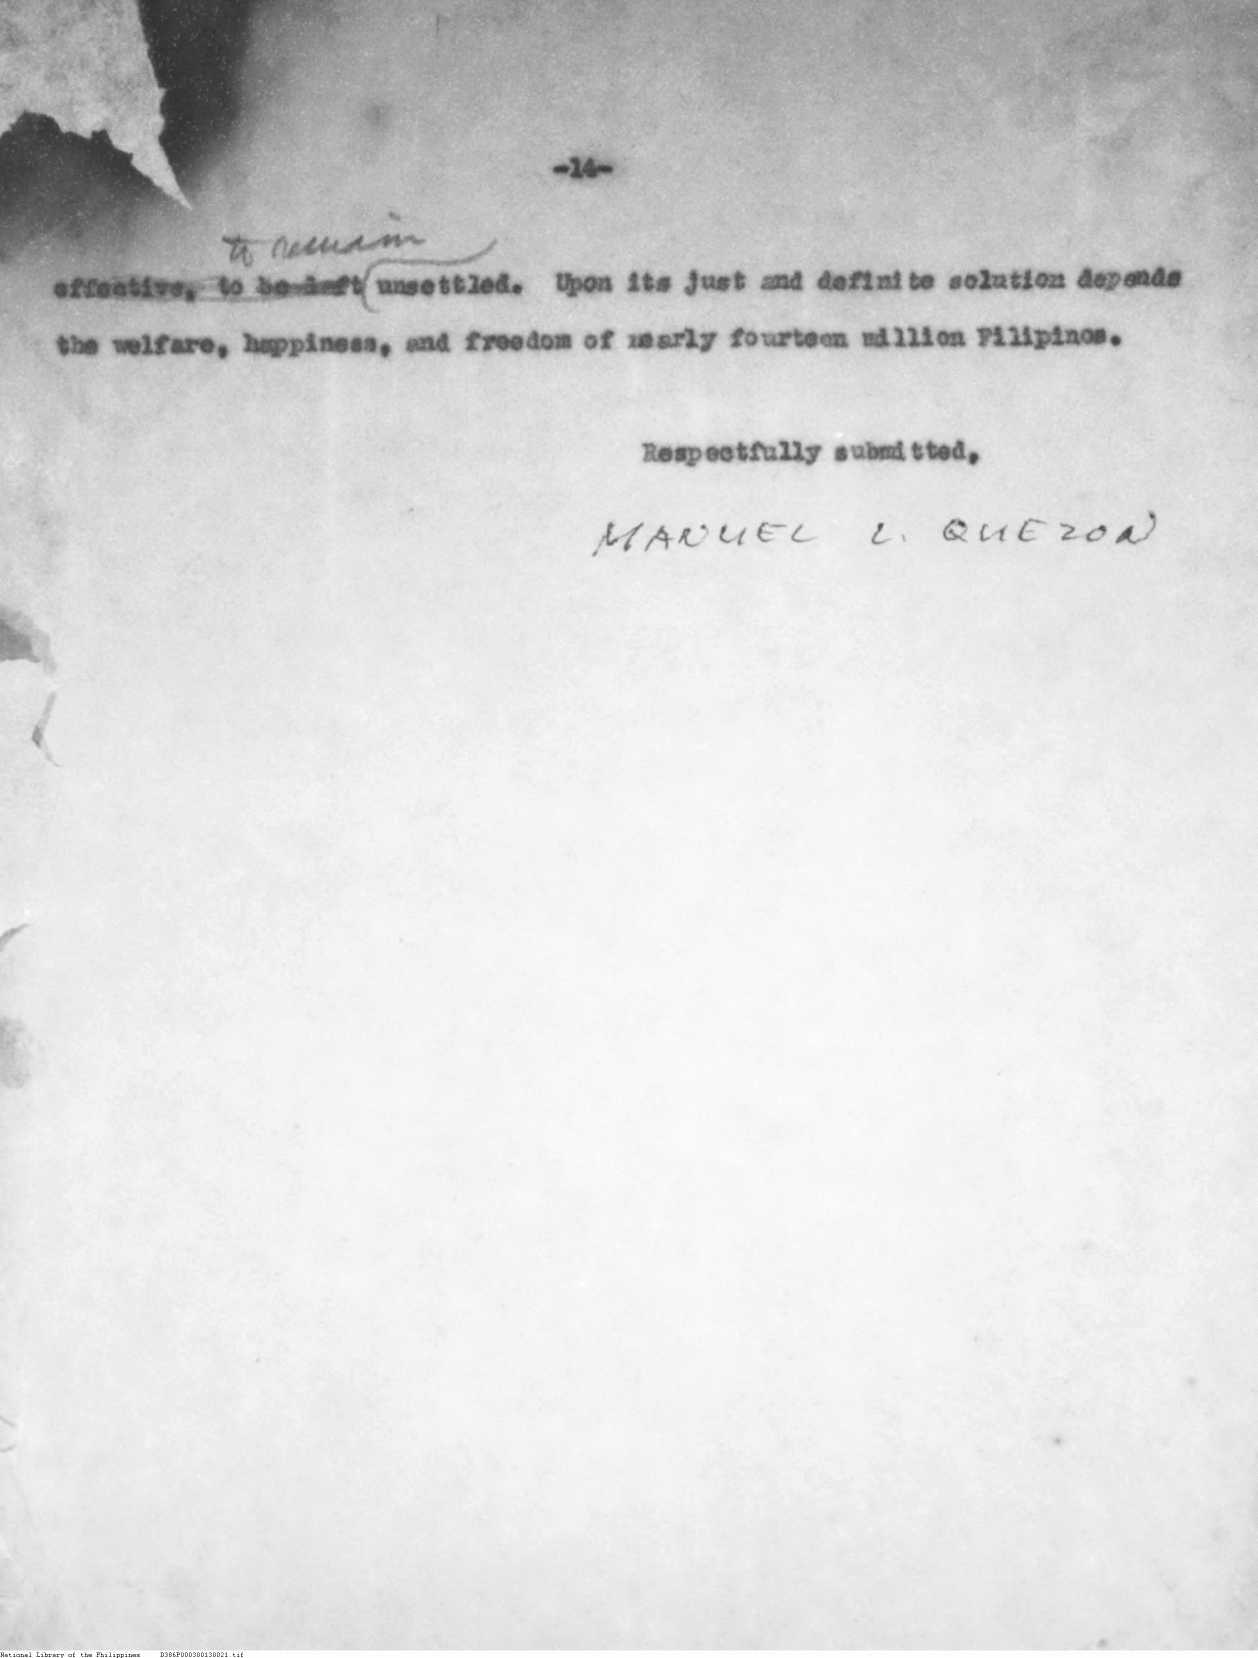 -14-
to remain
effective, to be left unsettled. Upon its just and definite solution depends
the welfare, happiness, and freedom of nearly fourteen million Filipinos.
Respectfully submitted,
MANUEL L. QUEZON
National Library of the Philippines D386P000300130021.tif